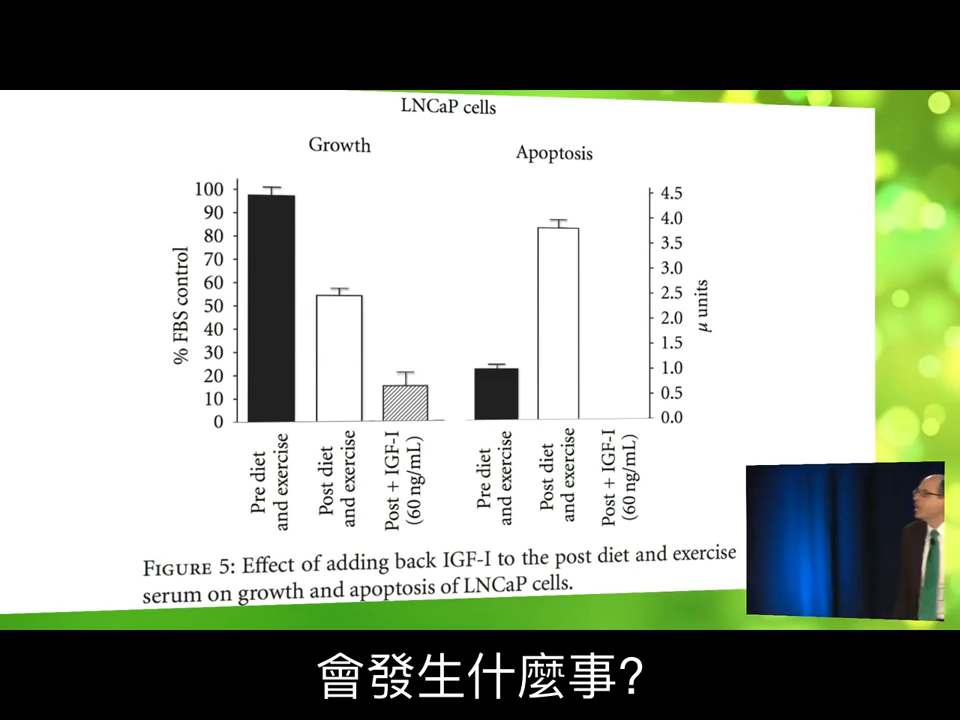 LNCaP cells
Growth
Apoptosis
% FBS control
100
90
80
70
60
50
40
30
20
10
0
4.5
4.0
3.5
3.0
2.5
2.0
1.5
1.0
0.5
0.0
μ units
Pre diet
and exercise
Post diet
and exercise
Post + IGF-I
(60 ng/mL)
Pre diet
and exercise
Post diet
and exercise
Post + IGF-I
(60 ng/mL)
FIGURE 5: Effect of adding back IGF-I to the post diet and exercise
serum on growth and apoptosis of LNCaP cells.
會發生什麼事?